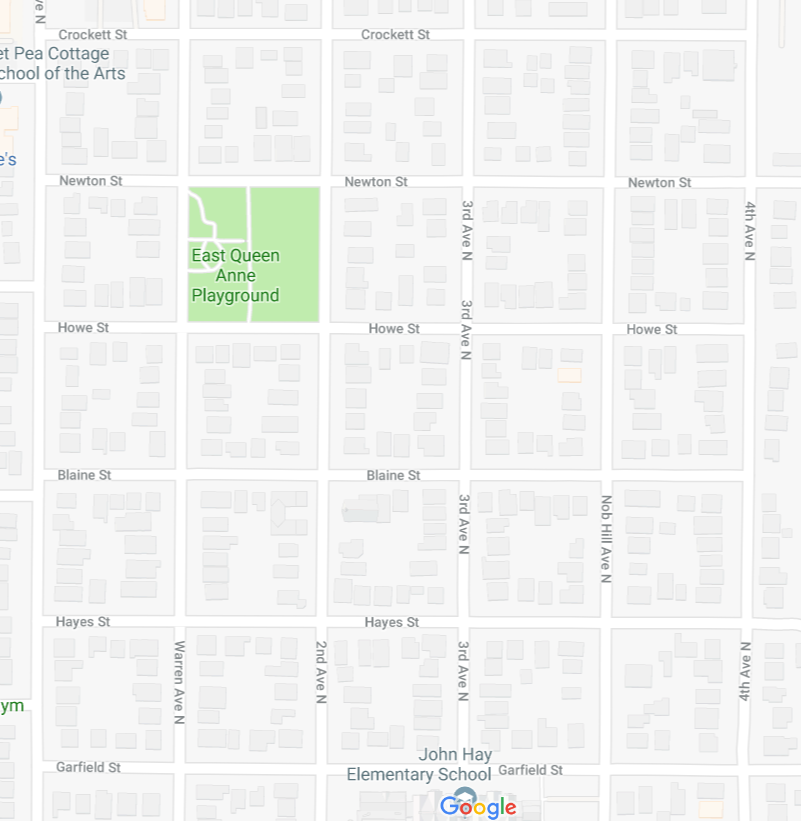 ve N
Crockett St
Crockett St
et Pea Cottage
chool of the Arts
e's
Newton St
Newton St
Newton St
3rd Ave N
4th Ave N
East Queen
Anne
Playground
3rd Ave N
Howe St
Howe St
Howe St
Blaine St
Blaine St
3rd Ave N
Nob Hill Ave N
Hayes St
Hayes St
Warren Ave N
2nd Ave N
3rd Ave N
4th Ave N
ym
John Hay
Elementary School
Garfield St
Garfield St
Google